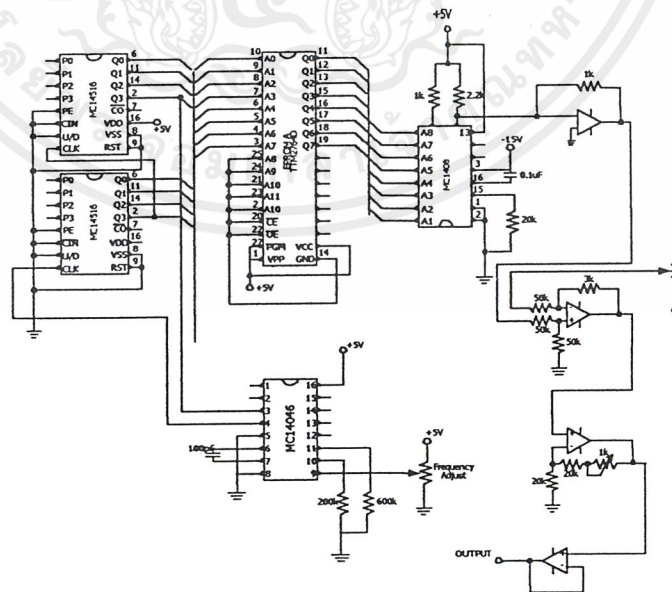 +5V
P0 Q0 6
P1 Q1 11
P2 Q2 14
P3 Q3 2
PE CO 7
CIN VDD 16
U/D VSS 8
CLK RST 9
MC14516
+5V
P0 Q0 6
P1 Q1 11
P2 Q2 14
P3 Q3 2
PE CO 7
CIN VDD 16
U/D VSS 8
CLK RST 9
MC14516
10 A0 Q0 11
9 A1 Q1 12
8 A2 Q2 13
7 A3 Q3 15
6 A4 Q4 16
5 A5 Q5 17
4 A6 Q6 18
3 A7 Q7 19
25 A8
24 A9
21 A10
23 A11
2 A10
20 CE
22 OE
27 PGM VCC
1 VPP GND 14
+5V
1k
2.2k
A8 13
A7
A6
A5 3
A4 16
A3 15
A2 1
A1 2
MC1408
-15V
0.1uF
20k
1k
50k
50k
3k
50k
20k
20k
1k
OUTPUT
+5V
1 16
2 15
3 14
4 13
5 12
6 11
7 10
8 9
MC14046
200k
600k
+5V
Frequency
Adjust